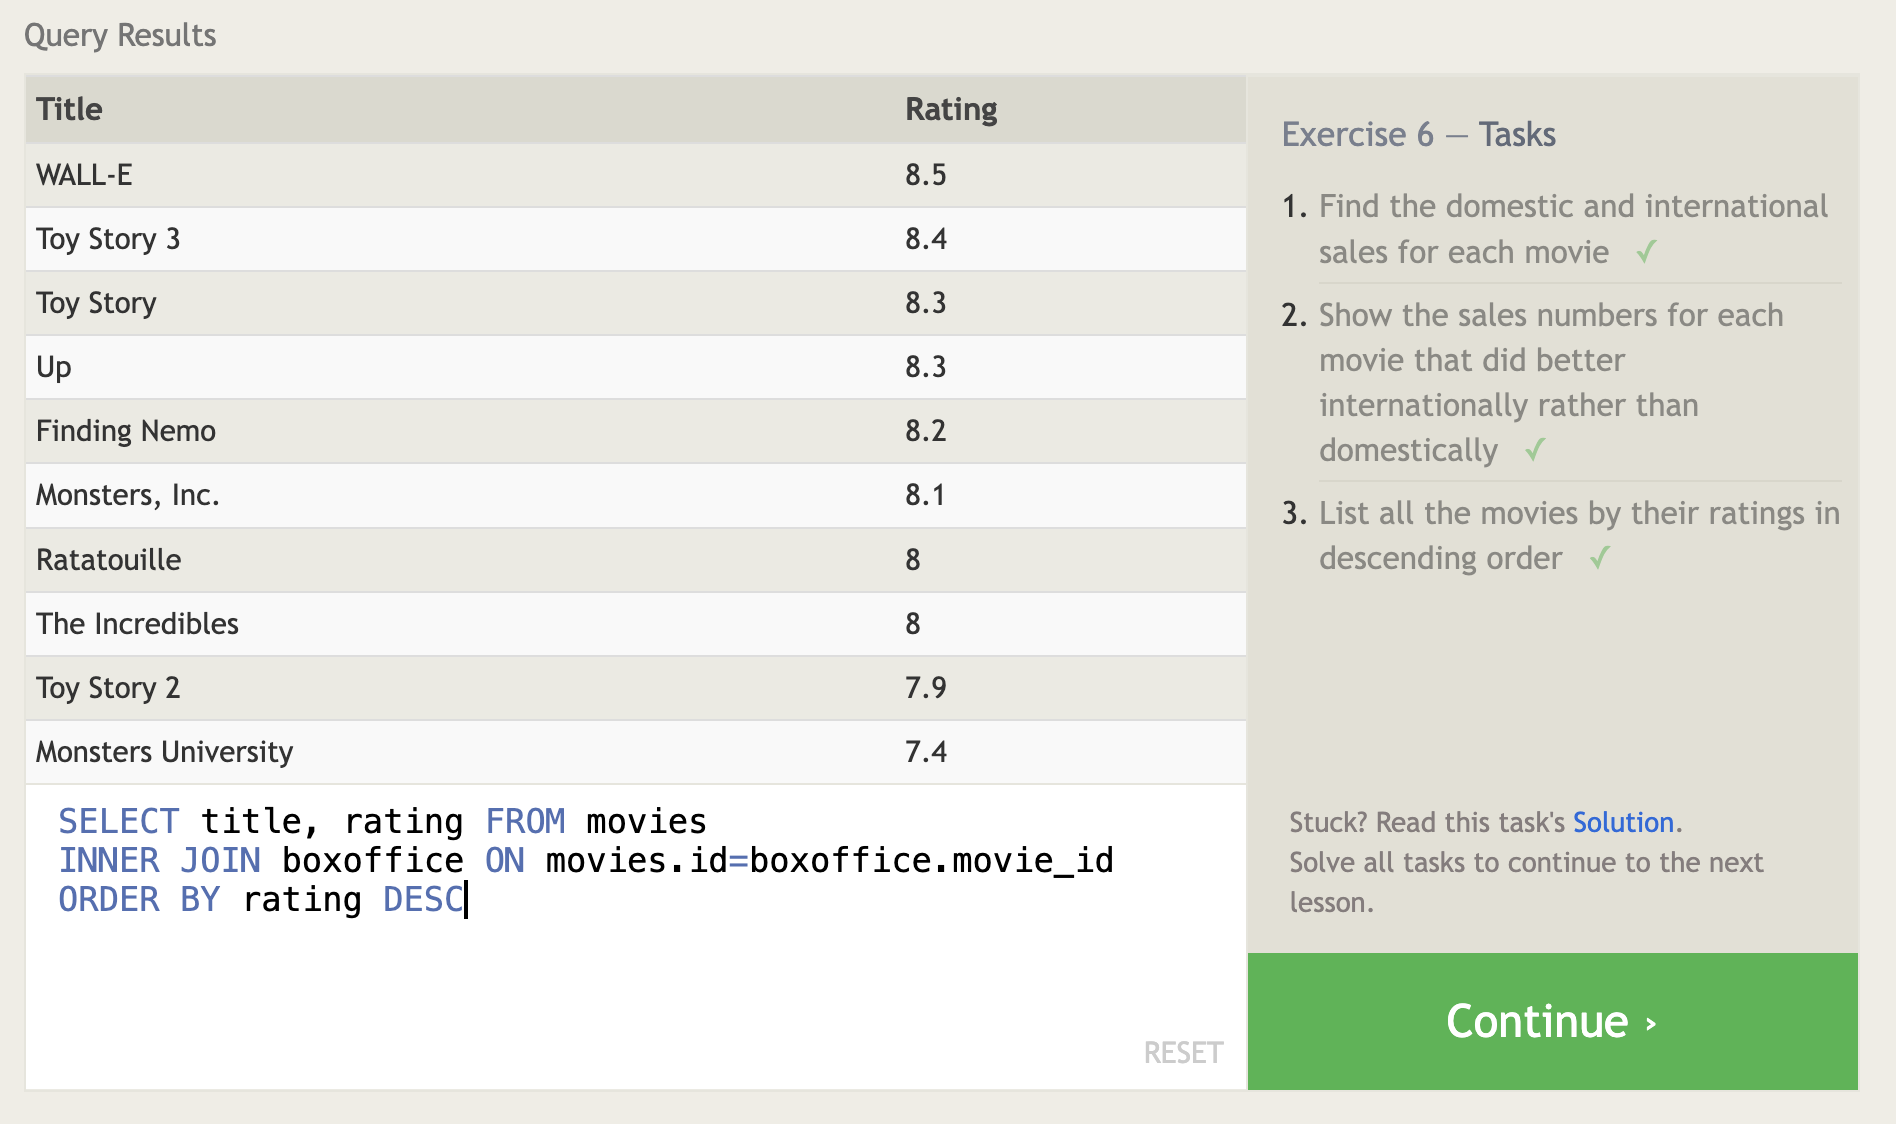 Query Results
Title Rating
WALL-E 8.5
Toy Story 3 8.4
Toy Story 8.3
Up 8.3
Finding Nemo 8.2
Monsters, Inc. 8.1
Ratatouille 8
The Incredibles 8
Toy Story 2 7.9
Monsters University 7.4
SELECT title, rating FROM movies
INNER JOIN boxoffice ON movies.id=boxoffice.movie_id
ORDER BY rating DESC
RESET
Exercise 6 — Tasks
1. Find the domestic and international
sales for each movie ✓
2. Show the sales numbers for each
movie that did better
internationally rather than
domestically ✓
3. List all the movies by their ratings in
descending order ✓
Stuck? Read this task's Solution.
Solve all tasks to continue to the next
lesson.
Continue ›